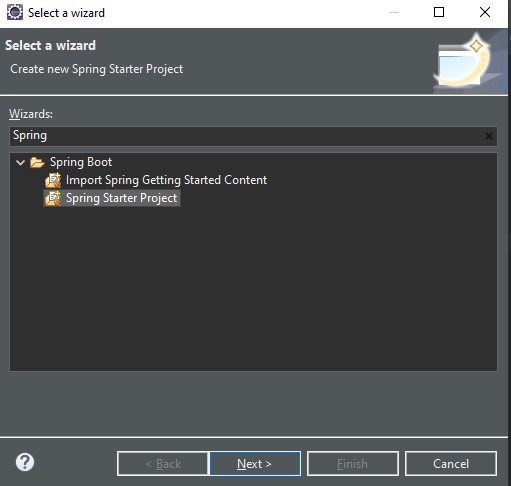 Select a wizard
Select a wizard
Create new Spring Starter Project
Wizards:
Spring
Spring Boot
Import Spring Getting Started Content
Spring Starter Project
< Back
Next >
Finish
Cancel